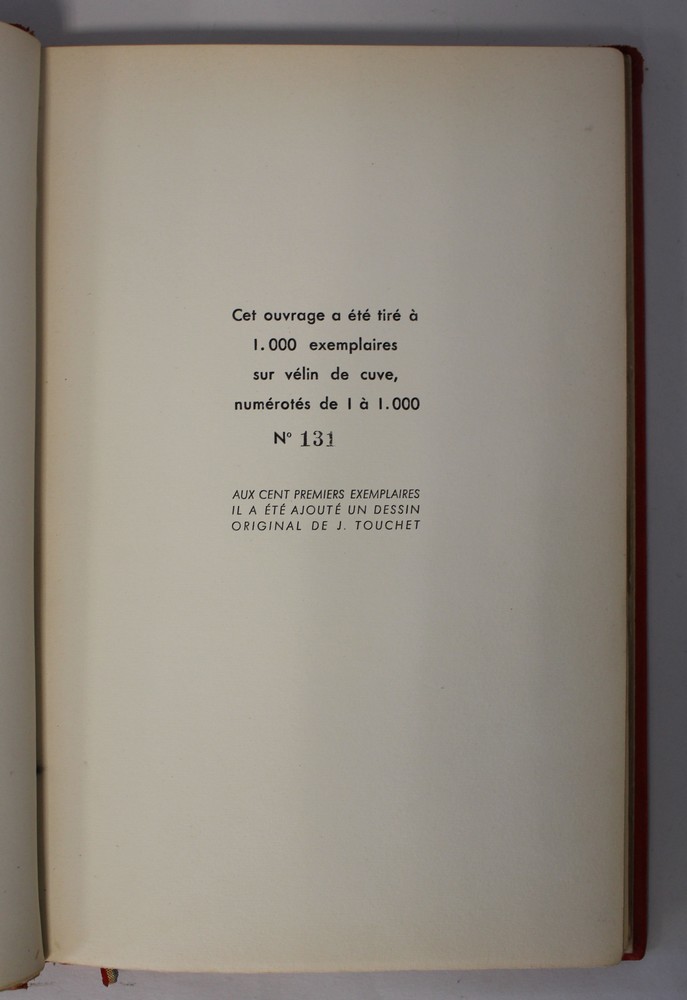 Cet ouvrage a été tiré à
1.000 exemplaires
sur vélin de cuve,
numérotés de 1 à 1.000
N° 131
AUX CENT PREMIERS EXEMPLAIRES
IL A ÉTÉ AJOUTÉ UN DESSIN
ORIGINAL DE J. TOUCHET